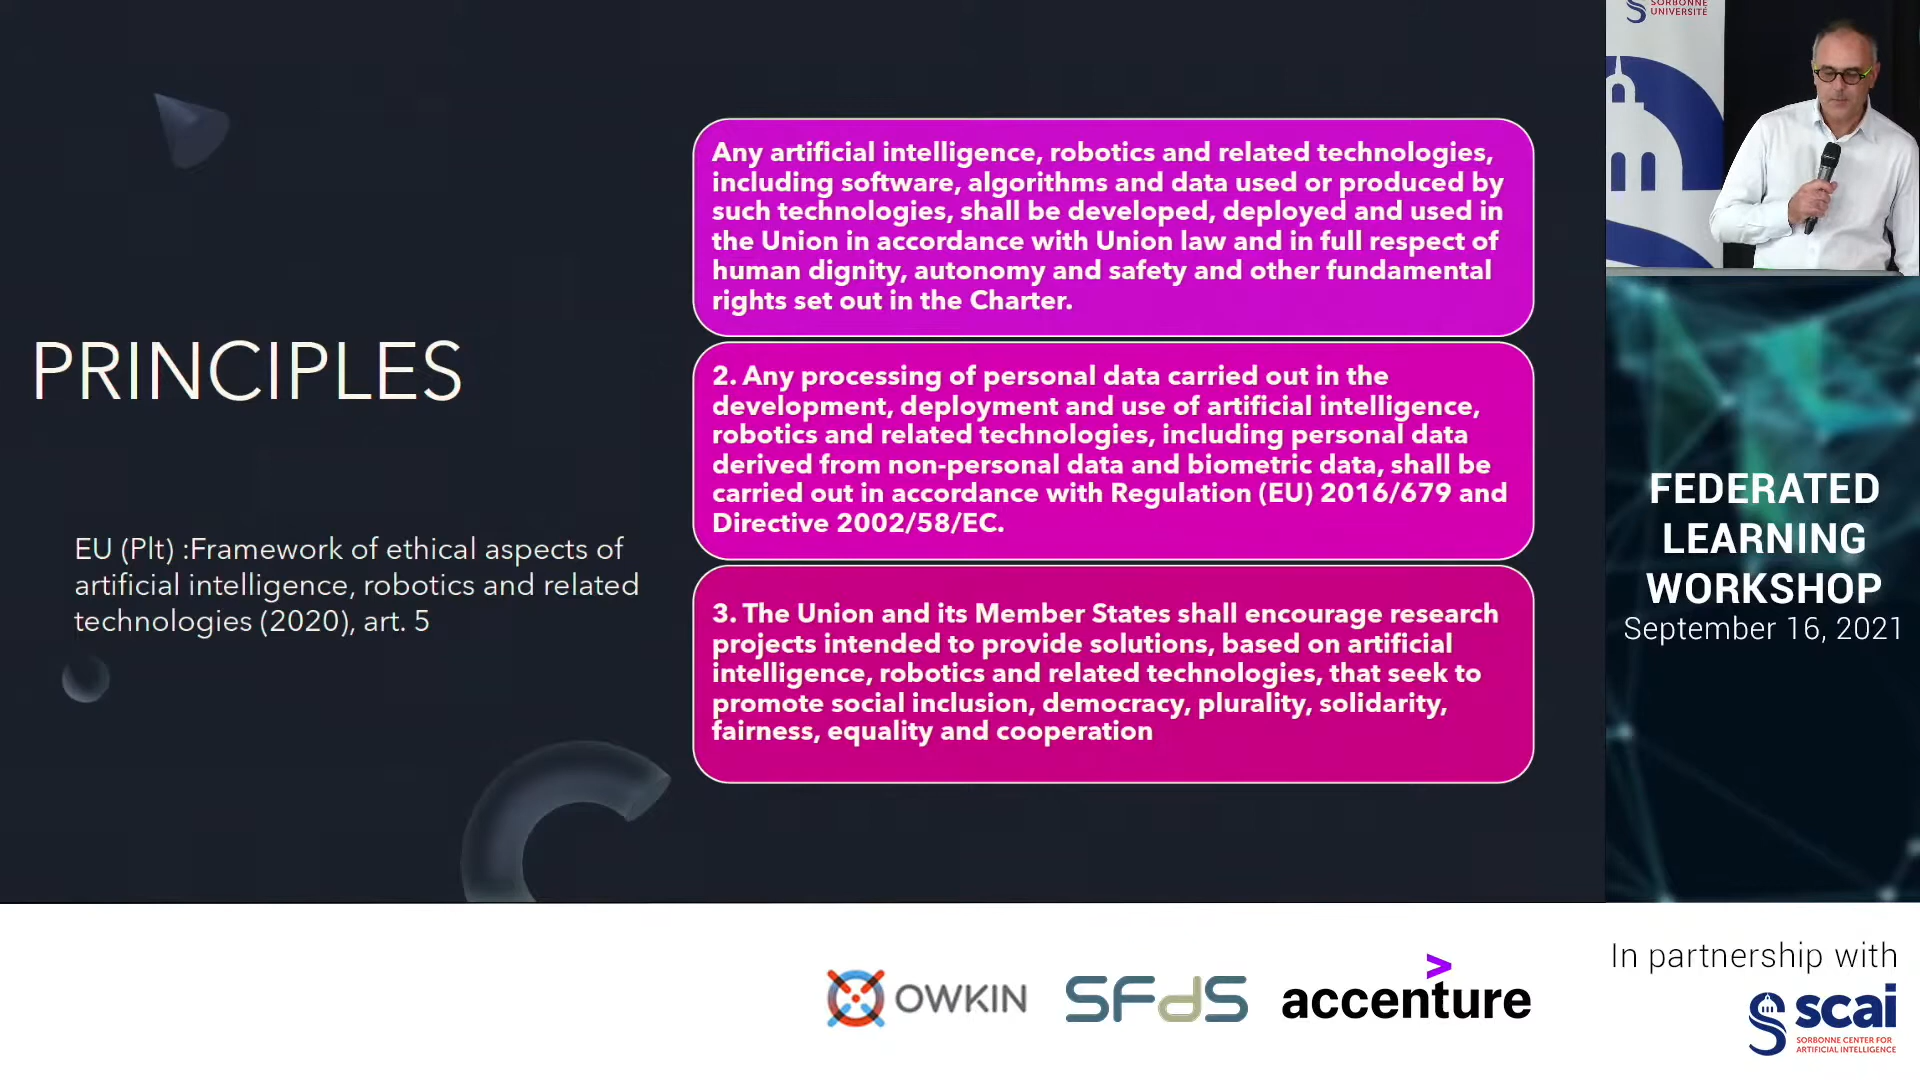 PRINCIPLES
EU (Plt) :Framework of ethical aspects of
artificial intelligence, robotics and related
technologies (2020), art. 5
Any artificial intelligence, robotics and related technologies,
including software, algorithms and data used or produced by
such technologies, shall be developed, deployed and used in
the Union in accordance with Union law and in full respect of
human dignity, autonomy and safety and other fundamental
rights set out in the Charter.
2. Any processing of personal data carried out in the
development, deployment and use of artificial intelligence,
robotics and related technologies, including personal data
derived from non-personal data and biometric data, shall be
carried out in accordance with Regulation (EU) 2016/679 and
Directive 2002/58/EC.
3. The Union and its Member States shall encourage research
projects intended to provide solutions, based on artificial
intelligence, robotics and related technologies, that seek to
promote social inclusion, democracy, plurality, solidarity,
fairness, equality and cooperation
SORBONNE
UNIVERSITÉ
FEDERATED
LEARNING
WORKSHOP
September 16, 2021
OWKIN
SFdS
>
accenture
In partnership with
scai
SORBONNE CENTER FOR
ARTIFICIAL INTELLIGENCE